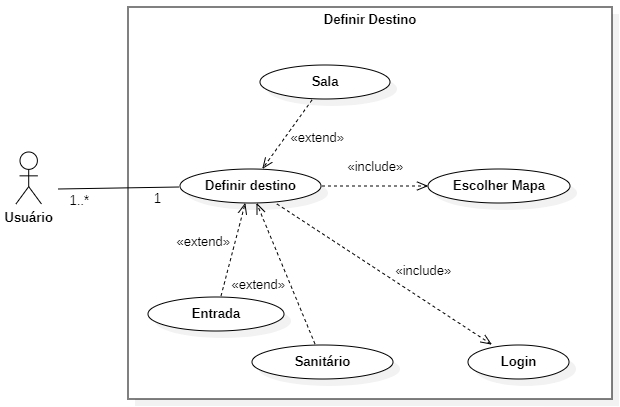 Definir Destino
Sala
«extend»
«include»
Definir destino
Escolher Mapa
1..*
1
Usuário
«extend»
«include»
«extend»
Entrada
Sanitário
Login